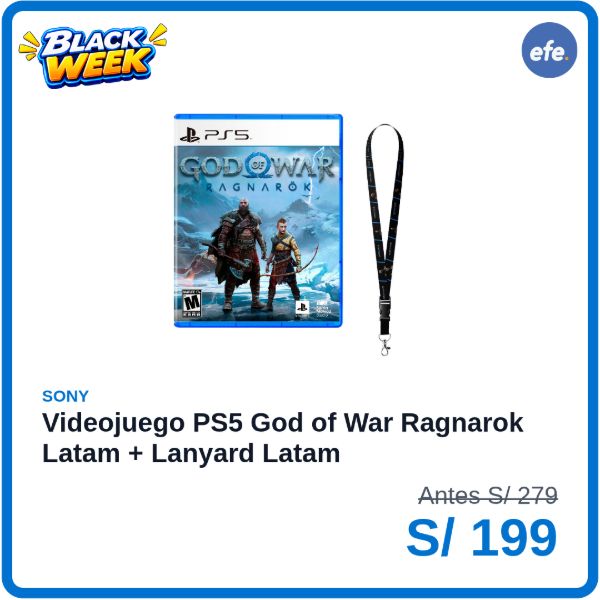 BLACK
WEEK
efe.
PS5
GOD OF WAR
RAGNARÖK
M
SONY
Videojuego PS5 God of War Ragnarok
Latam + Lanyard Latam
Antes S/ 279
S/ 199